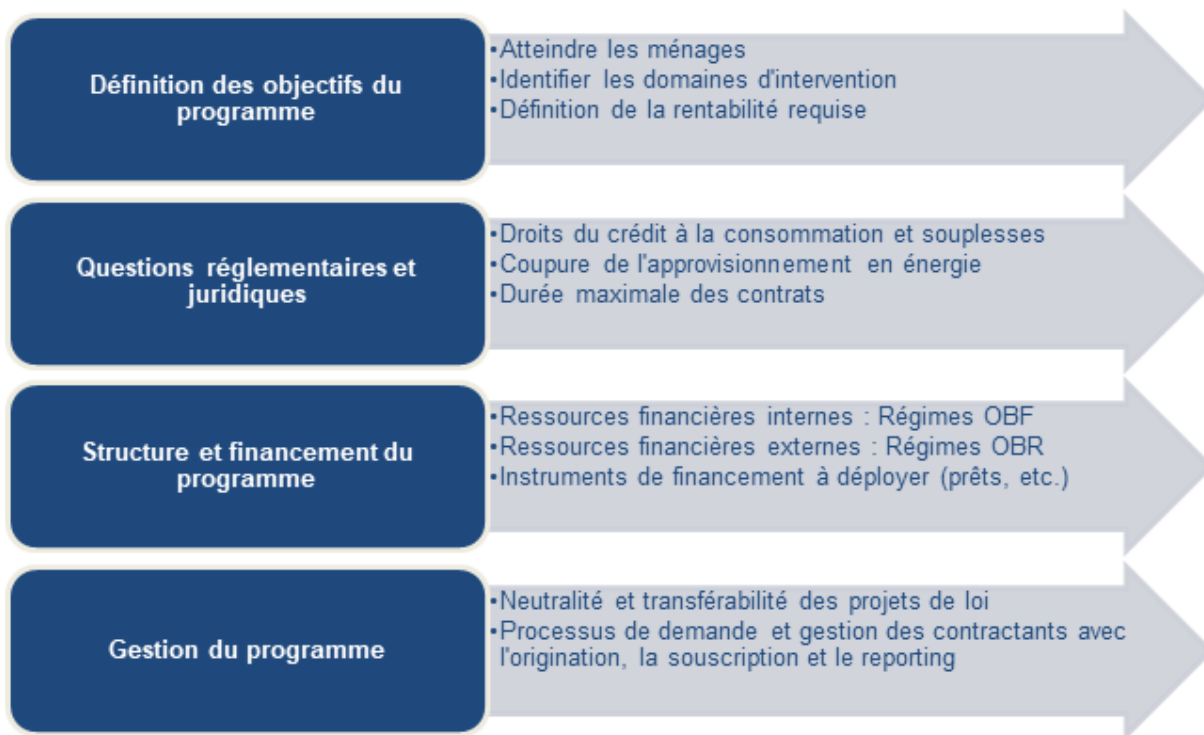 Définition des objectifs du
programme
•Atteindre les ménages
•Identifier les domaines d'intervention
•Définition de la rentabilité requise
Questions réglementaires et
juridiques
•Droits du crédit à la consommation et souplesses
•Coupure de l'approvisionnement en énergie
•Durée maximale des contrats
Structure et financement du
programme
•Ressources financières internes : Régimes OBF
•Ressources financières externes : Régimes OBR
•Instruments de financement à déployer (prêts, etc.)
Gestion du programme
•Neutralité et transférabilité des projets de loi
•Processus de demande et gestion des contractants avec
l'origination, la souscription et le reporting